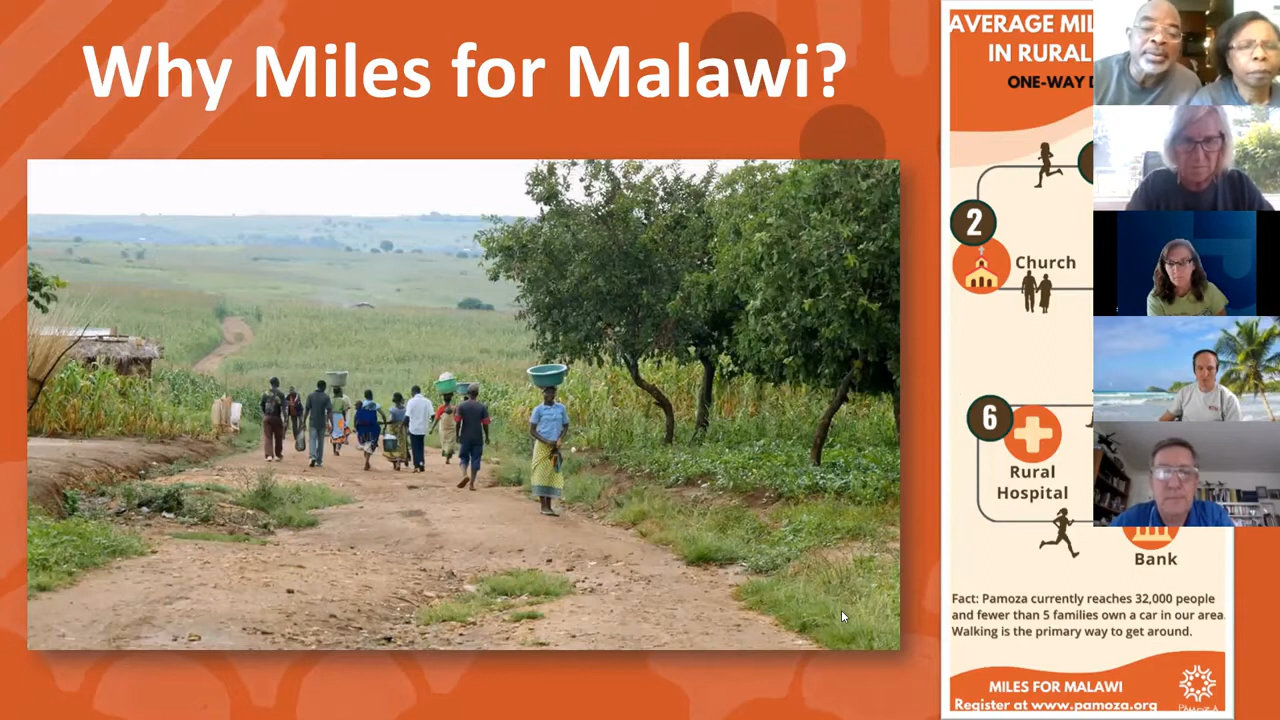 Why Miles for Malawi?
AVERAGE MIL
IN RURAL
ONE-WAY D
2
Church
6
Rural
Hospital
Bank
Fact: Pamoza currently reaches 32,000 people
and fewer than 5 families own a car in our area.
Walking is the primary way to get around.
MILES FOR MALAWI
Register at www.pamoza.org
PAMOZA